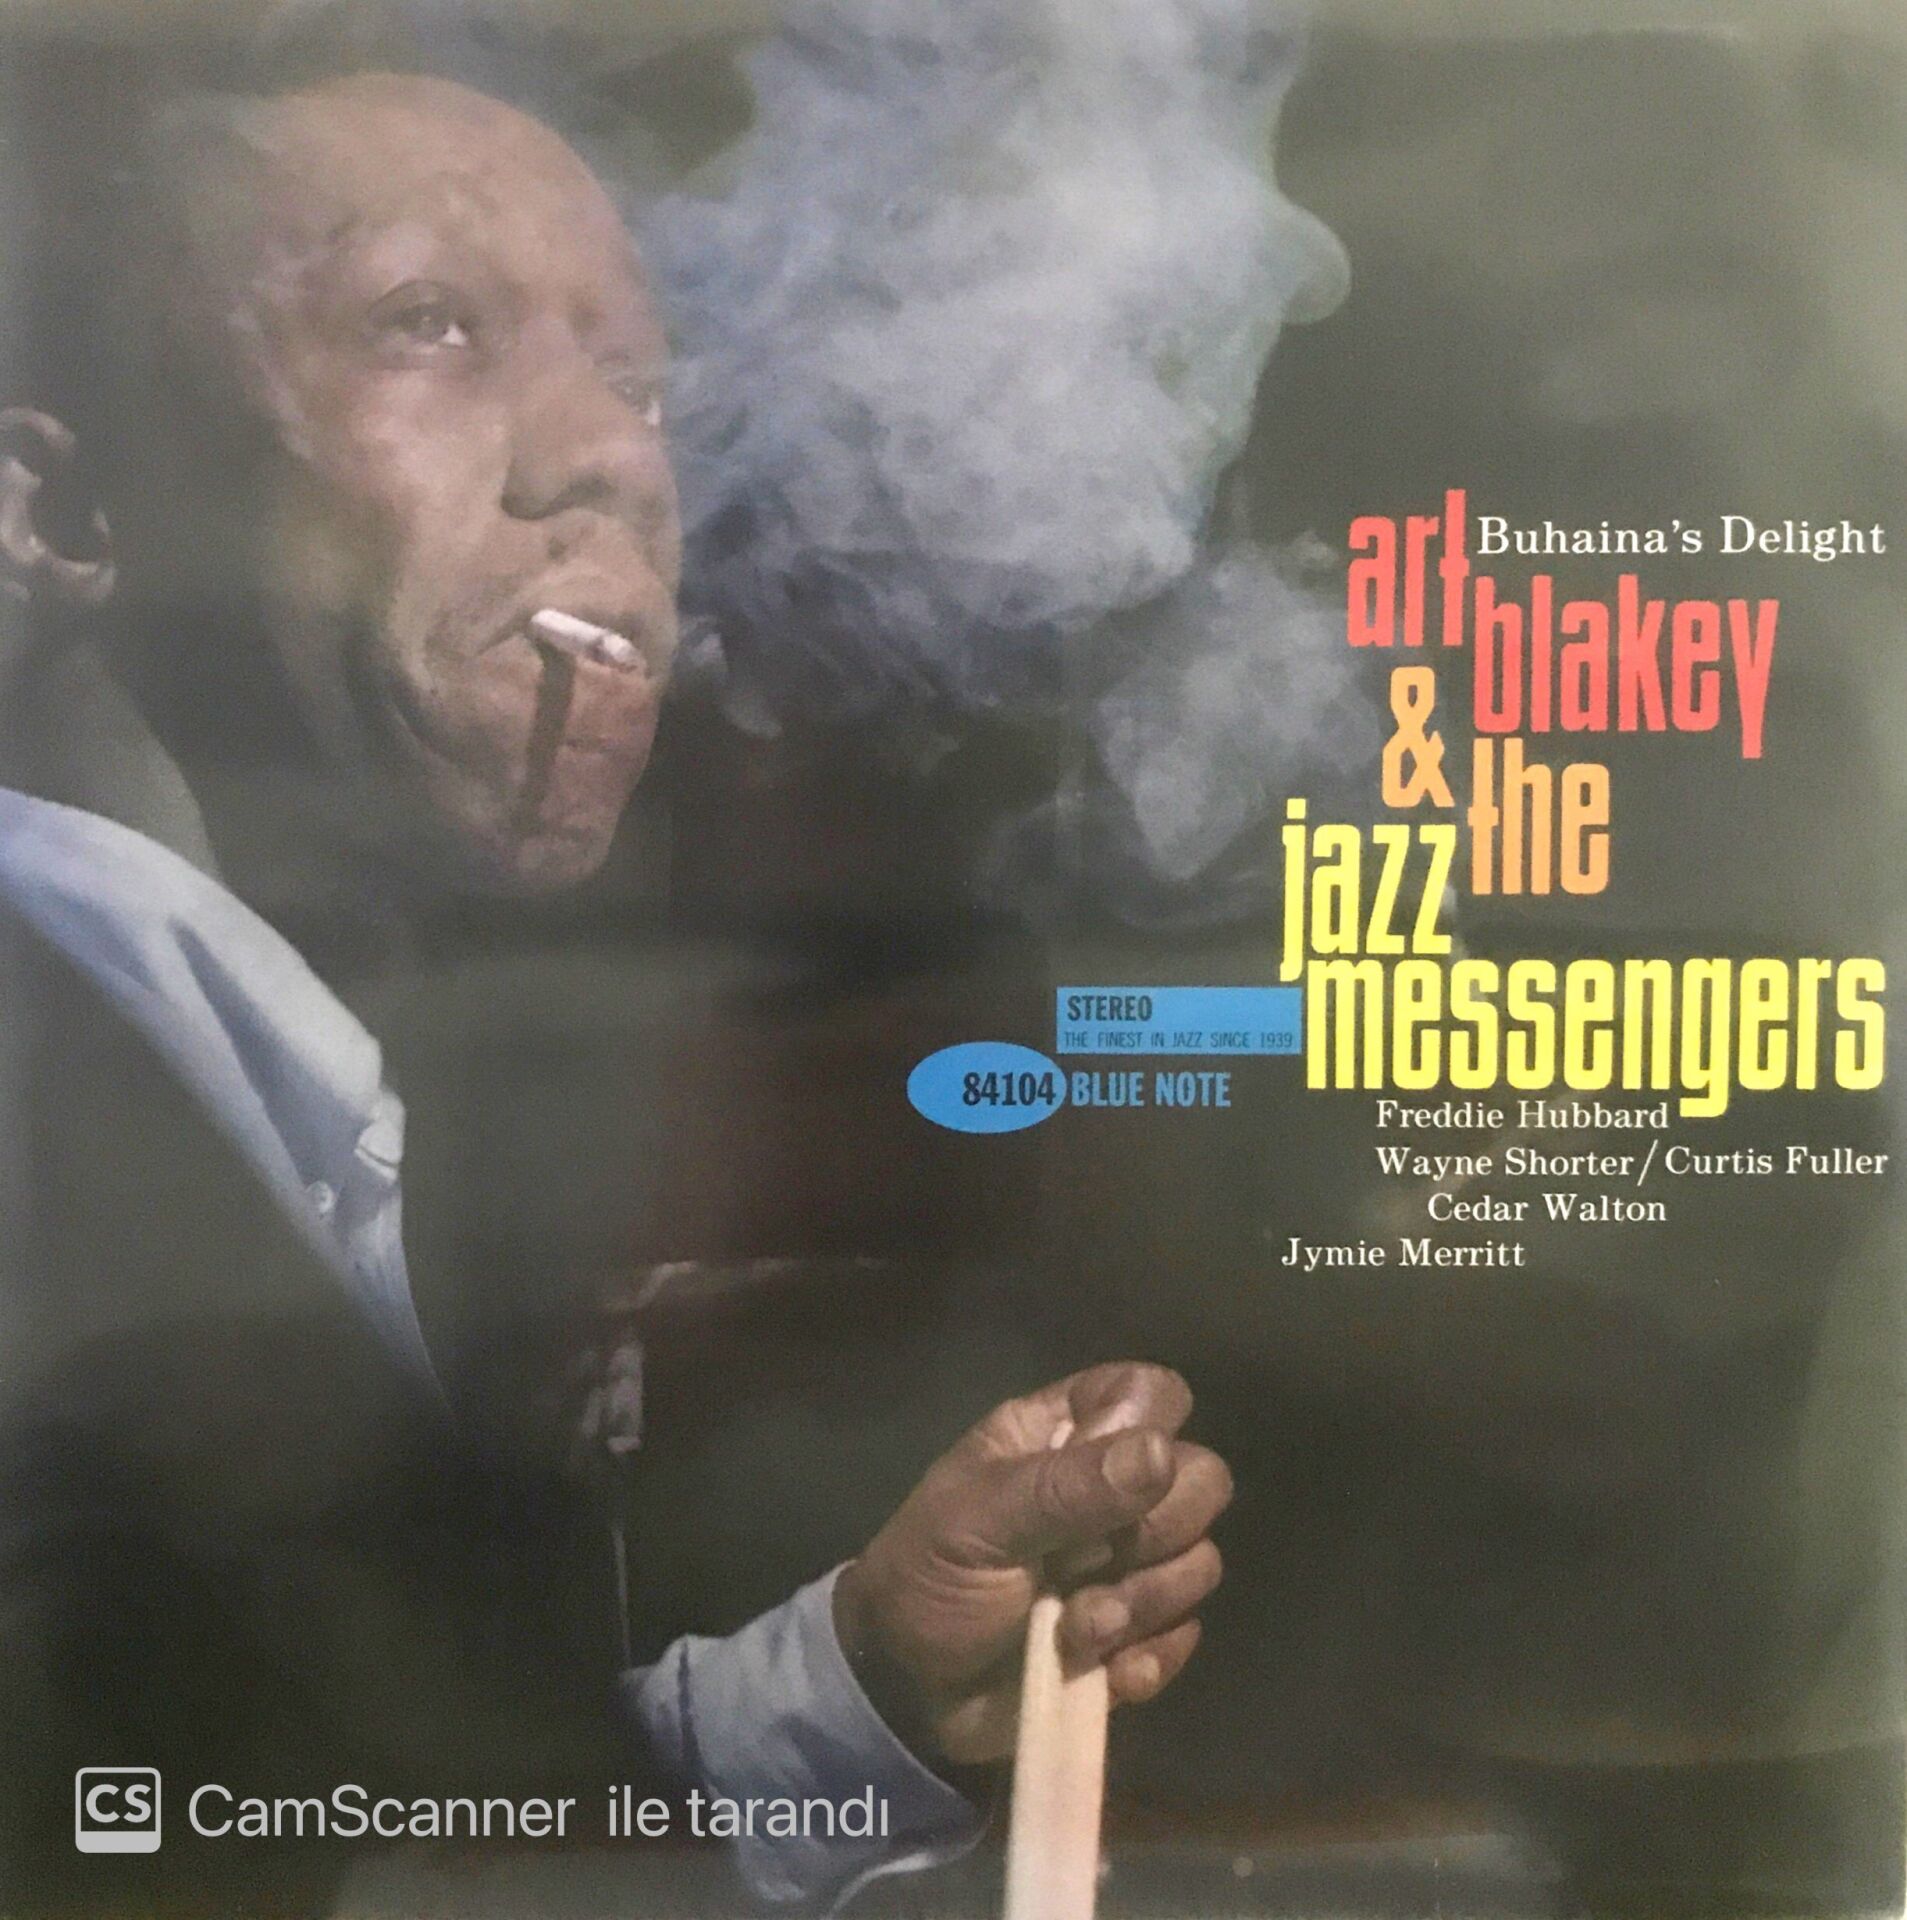 art Buhaina's Delight
blakey
& the
jazz
messengers
STEREO
THE FINEST IN JAZZ SINCE 1939
84104 BLUE NOTE
Freddie Hubbard
Wayne Shorter/Curtis Fuller
Cedar Walton
Jymie Merritt
CS CamScanner ile tarandı